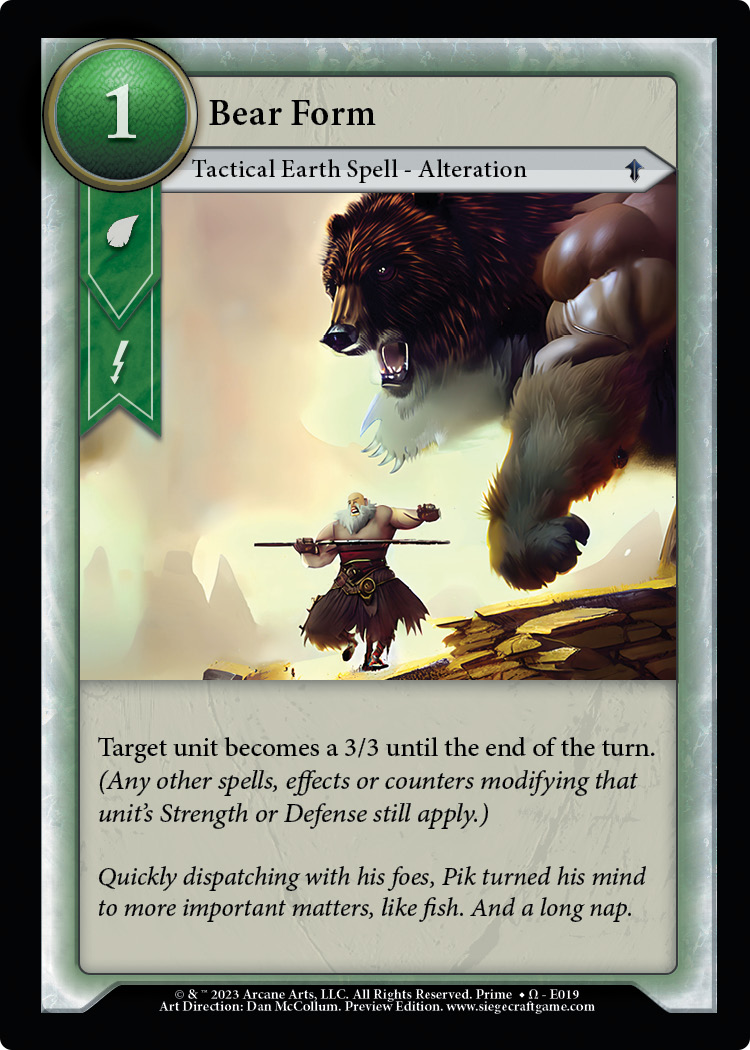 1
Bear Form
Tactical Earth Spell - Alteration
Target unit becomes a 3/3 until the end of the turn.
(Any other spells, effects or counters modifying that
unit's Strength or Defense still apply.)
Quickly dispatching with his foes, Pik turned his mind
to more important matters, like fish. And a long nap.
© & ™ 2023 Arcane Arts, LLC. All Rights Reserved. Prime ⬥ Ω - E019
Art Direction: Dan McCollum. Preview Edition. www.siegecraftgame.com